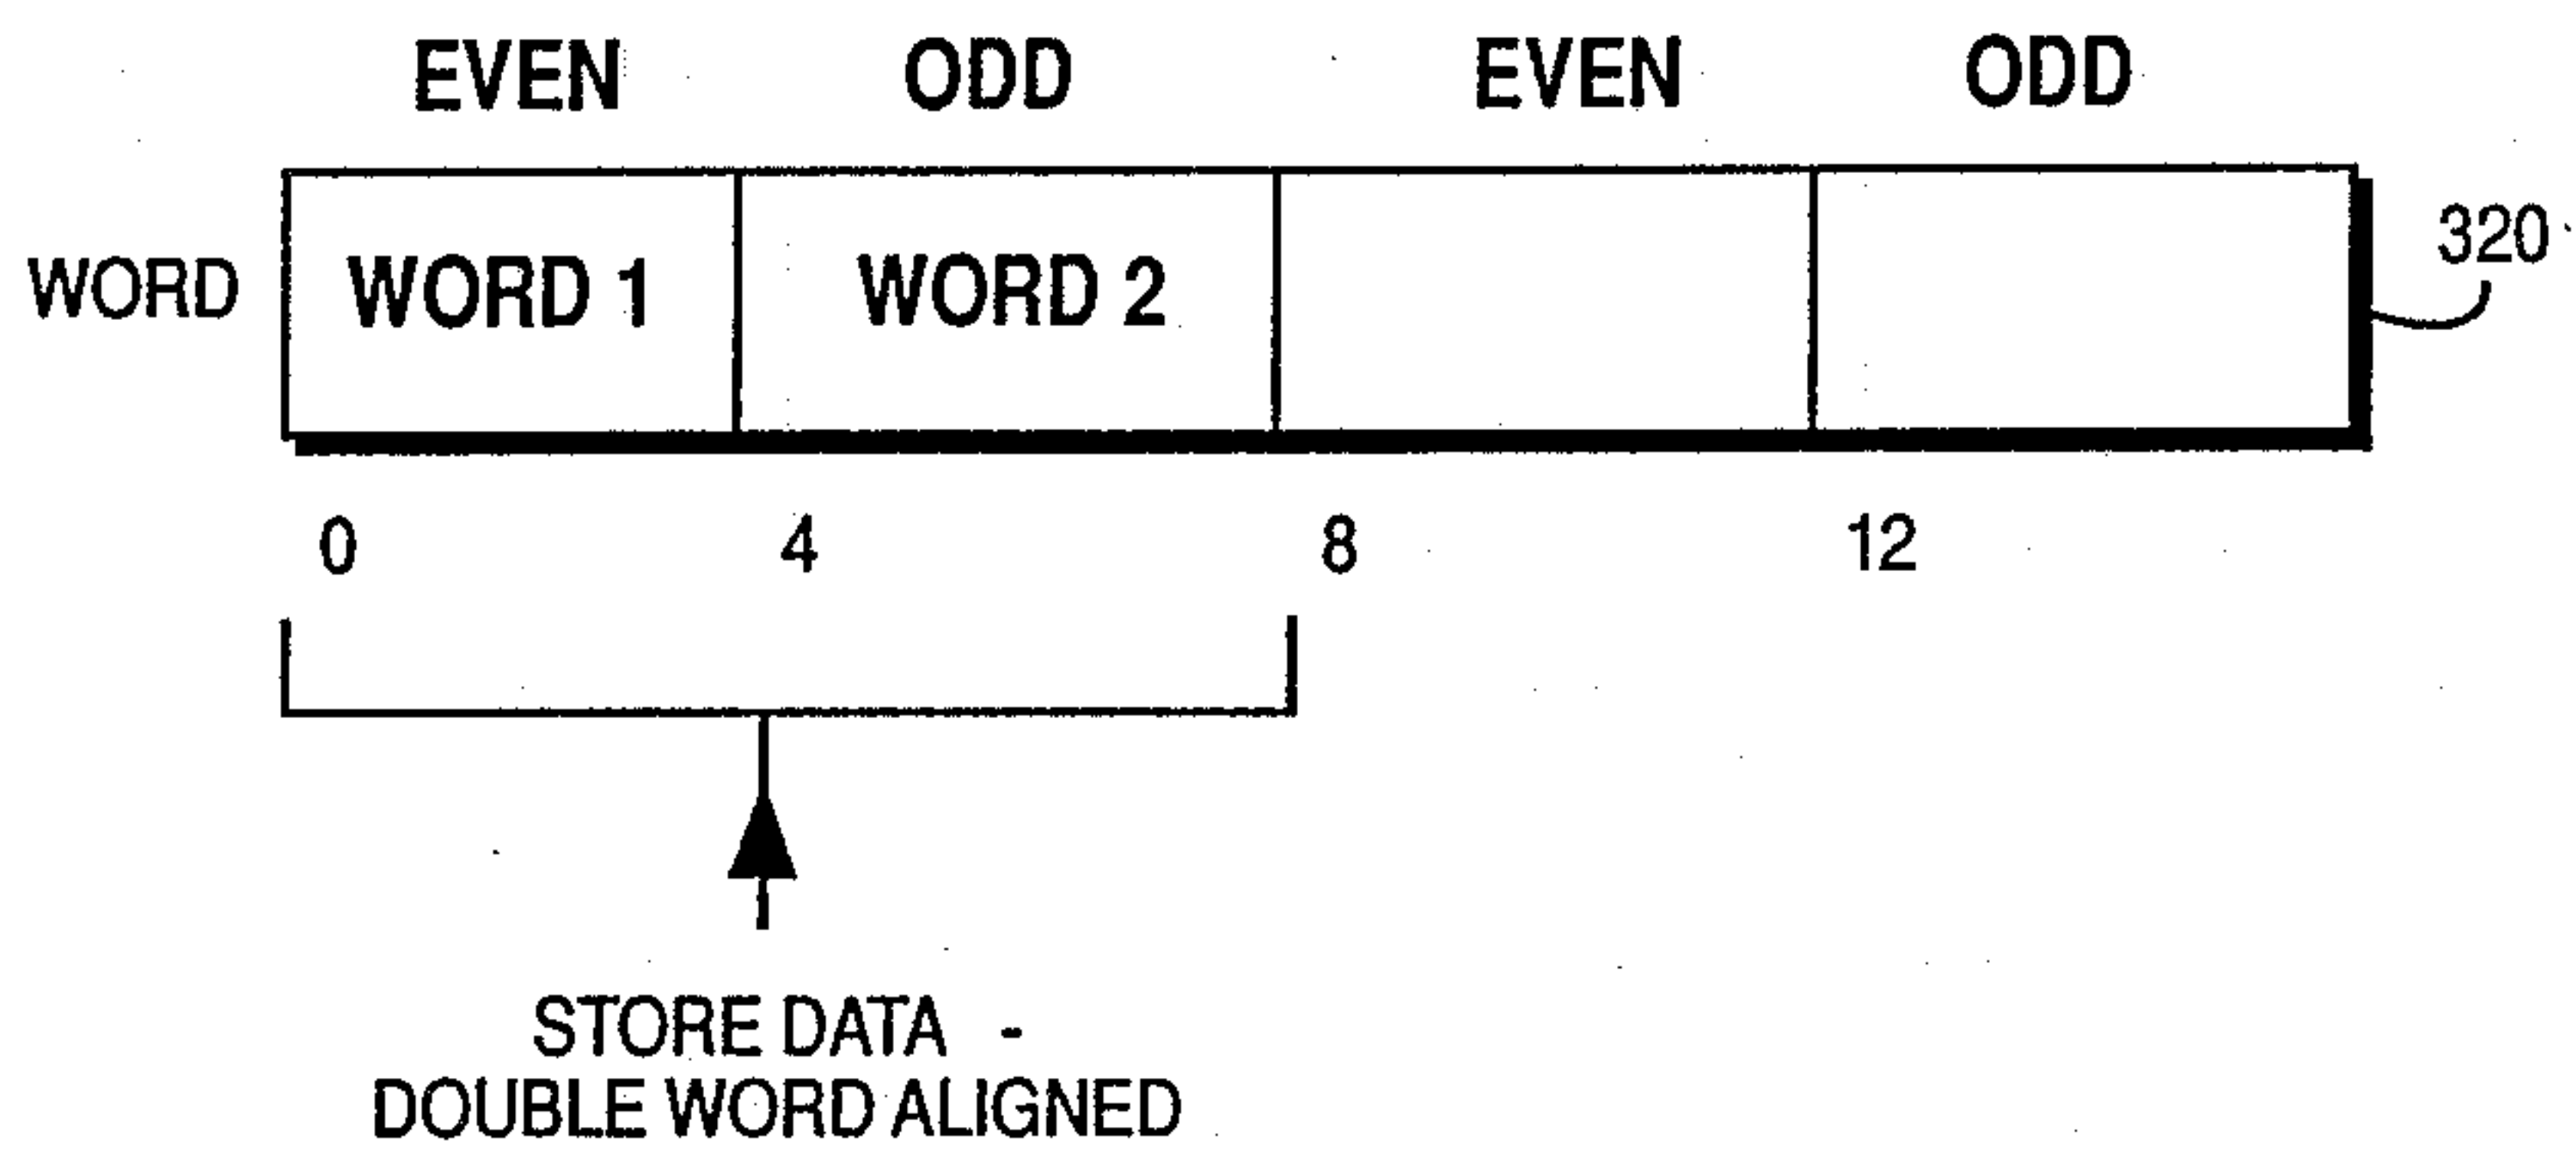 EVEN ODD EVEN ODD
WORD WORD 1 WORD 2 320
0 4 8 12
STORE DATA -
DOUBLE WORD ALIGNED